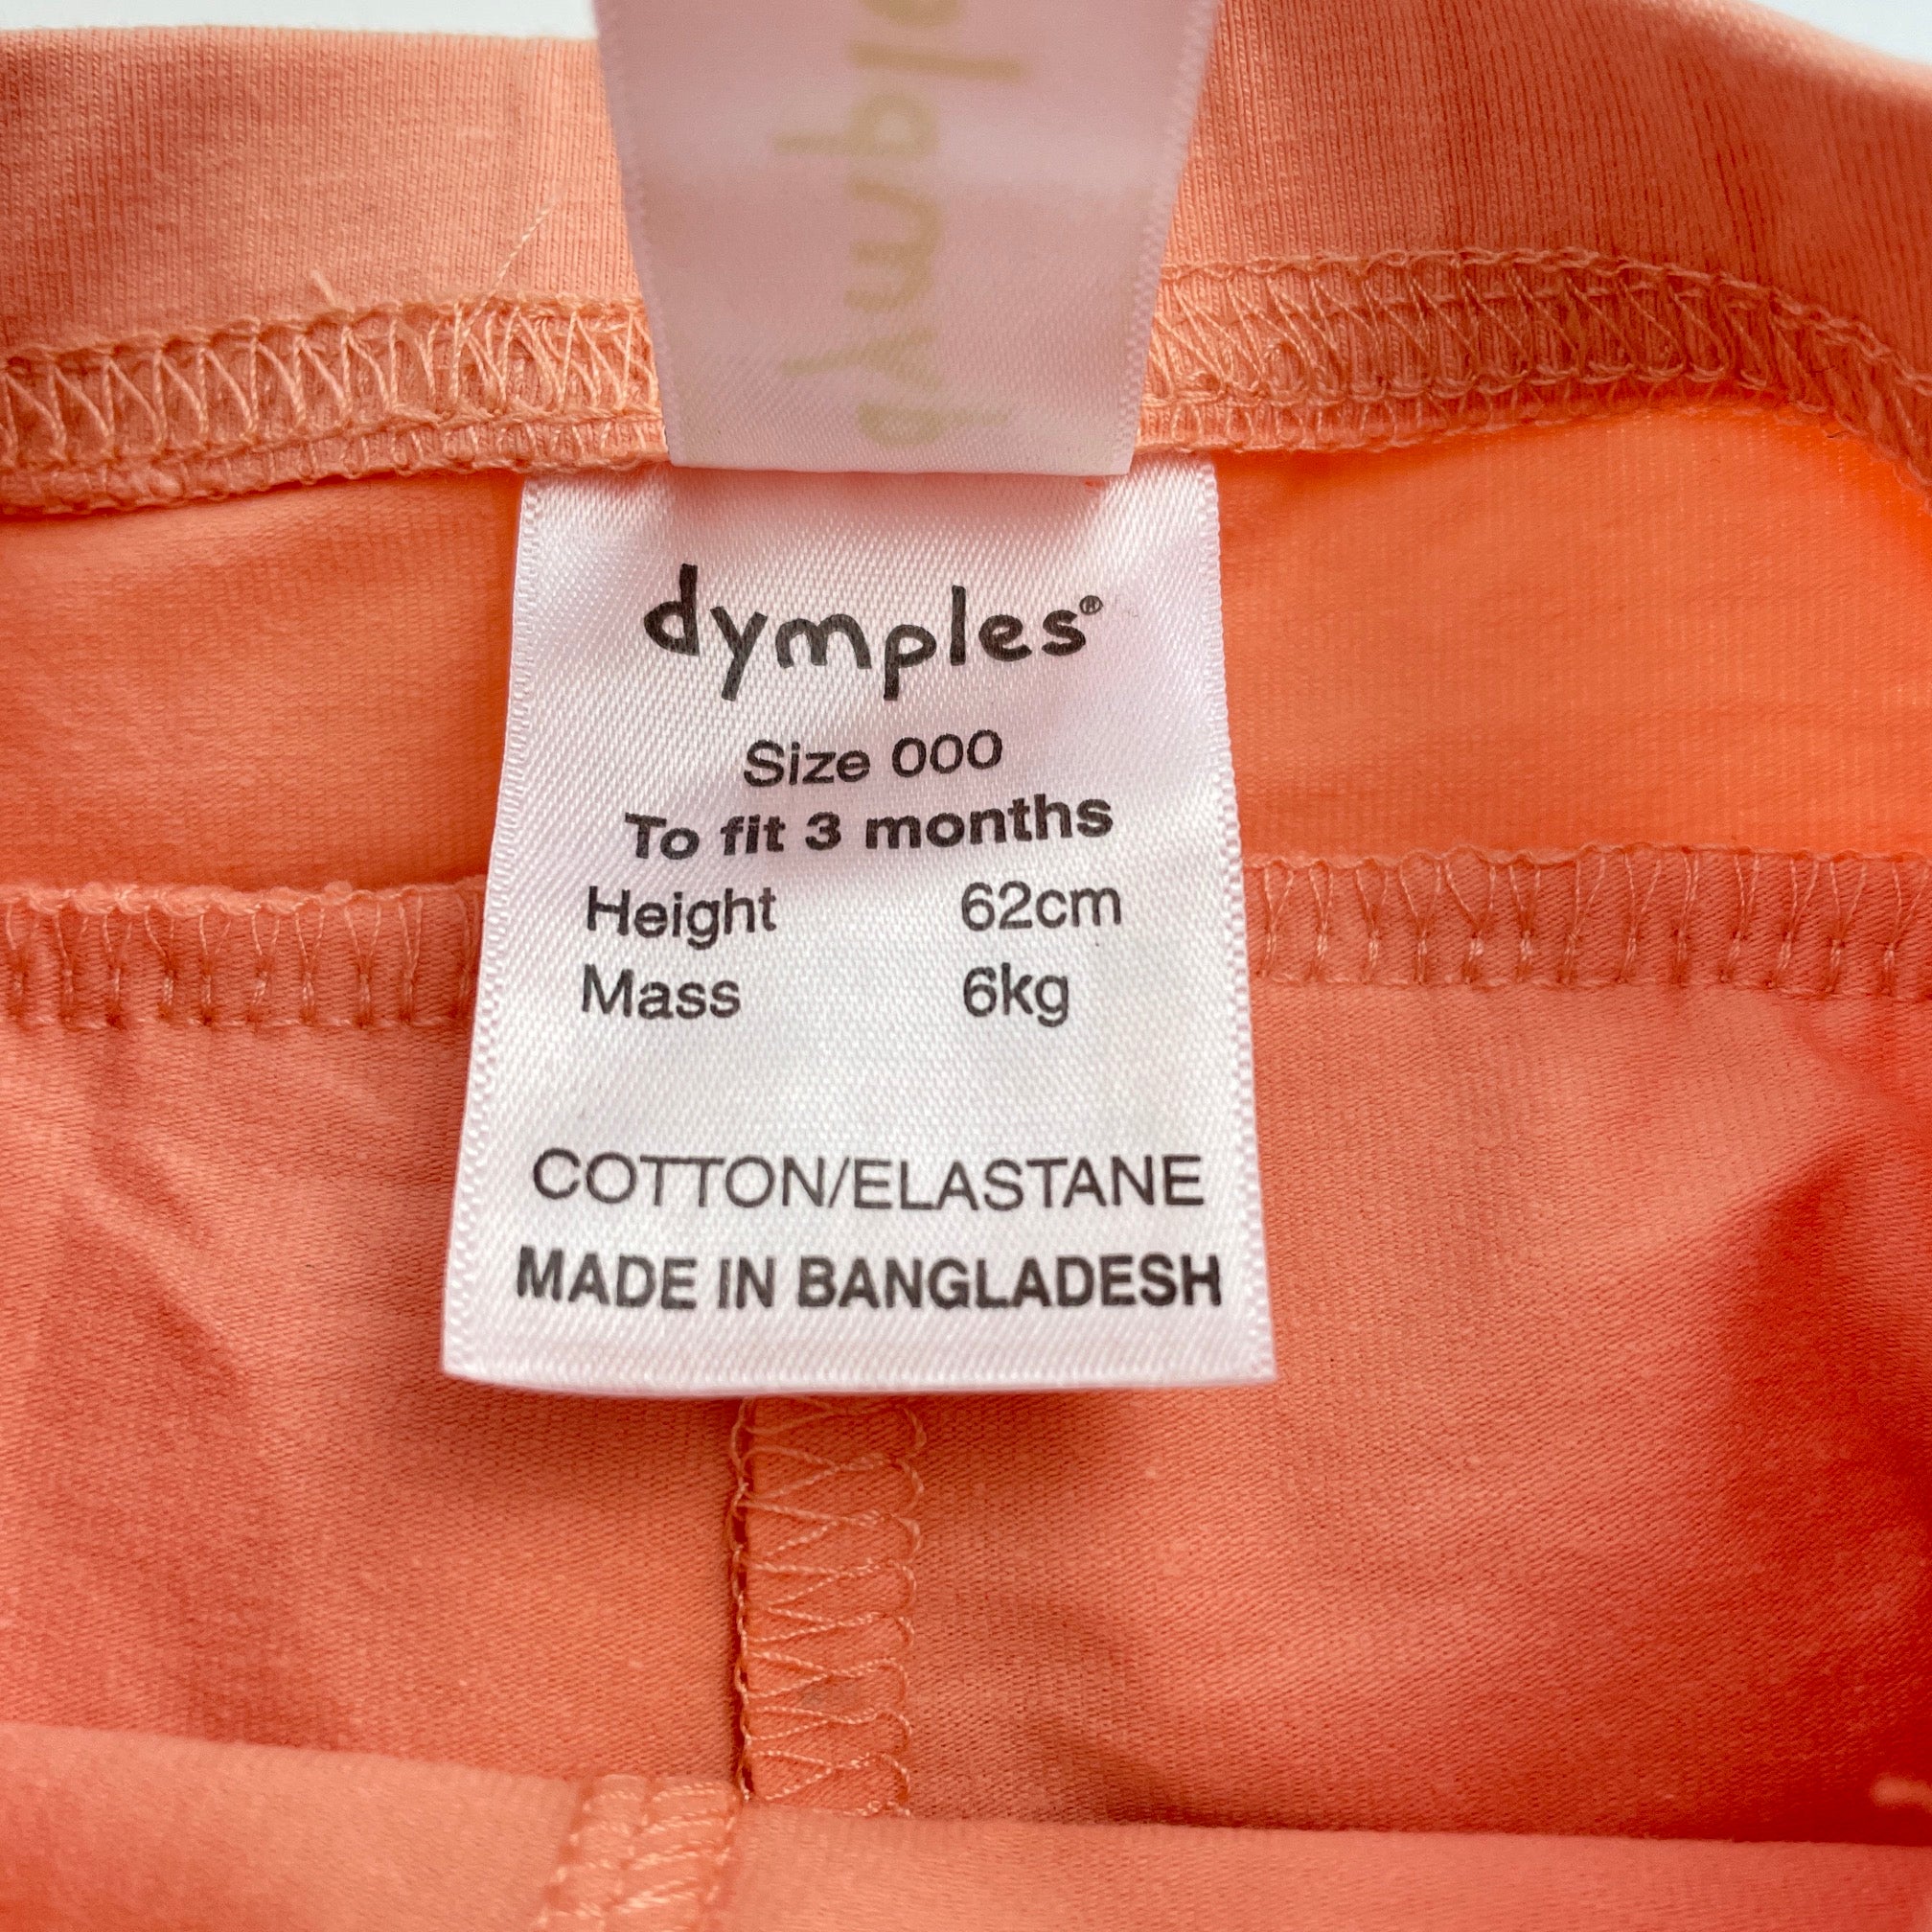 dymples®
Size 000
To fit 3 months
Height 62cm
Mass 6kg
COTTON/ELASTANE
MADE IN BANGLADESH